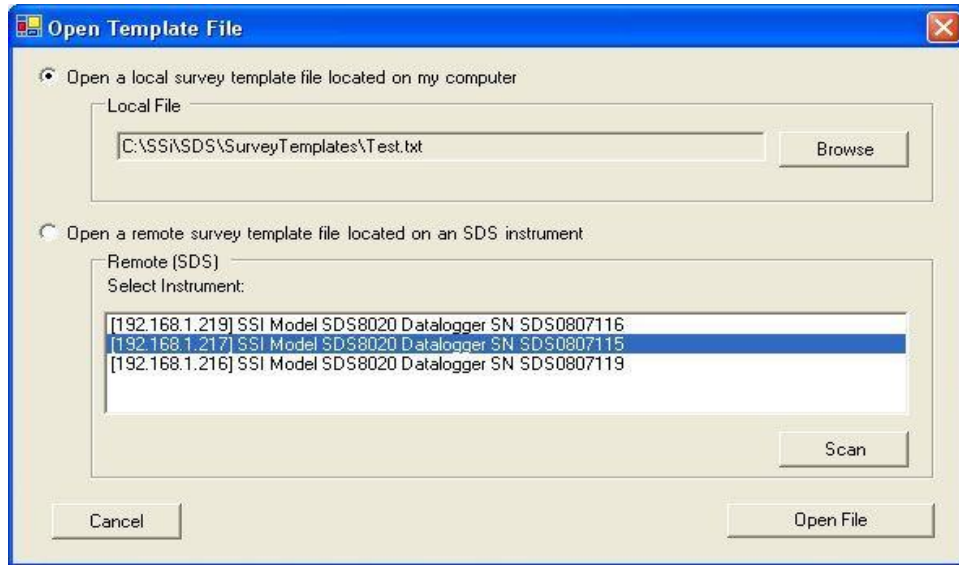 Open Template File
Open a local survey template file located on my computer
Local File
C:\SSi\SDS\SurveyTemplates\Test.txt
Browse
Open a remote survey template file located on an SDS instrument
Remote (SDS)
Select Instrument:
[192.168.1.219] SSI Model SDS8020 Datalogger SN SDS0807116
[192.168.1.217] SSI Model SDS8020 Datalogger SN SDS0807115
[192.168.1.216] SSI Model SDS8020 Datalogger SN SDS0807119
Scan
Cancel
Open File